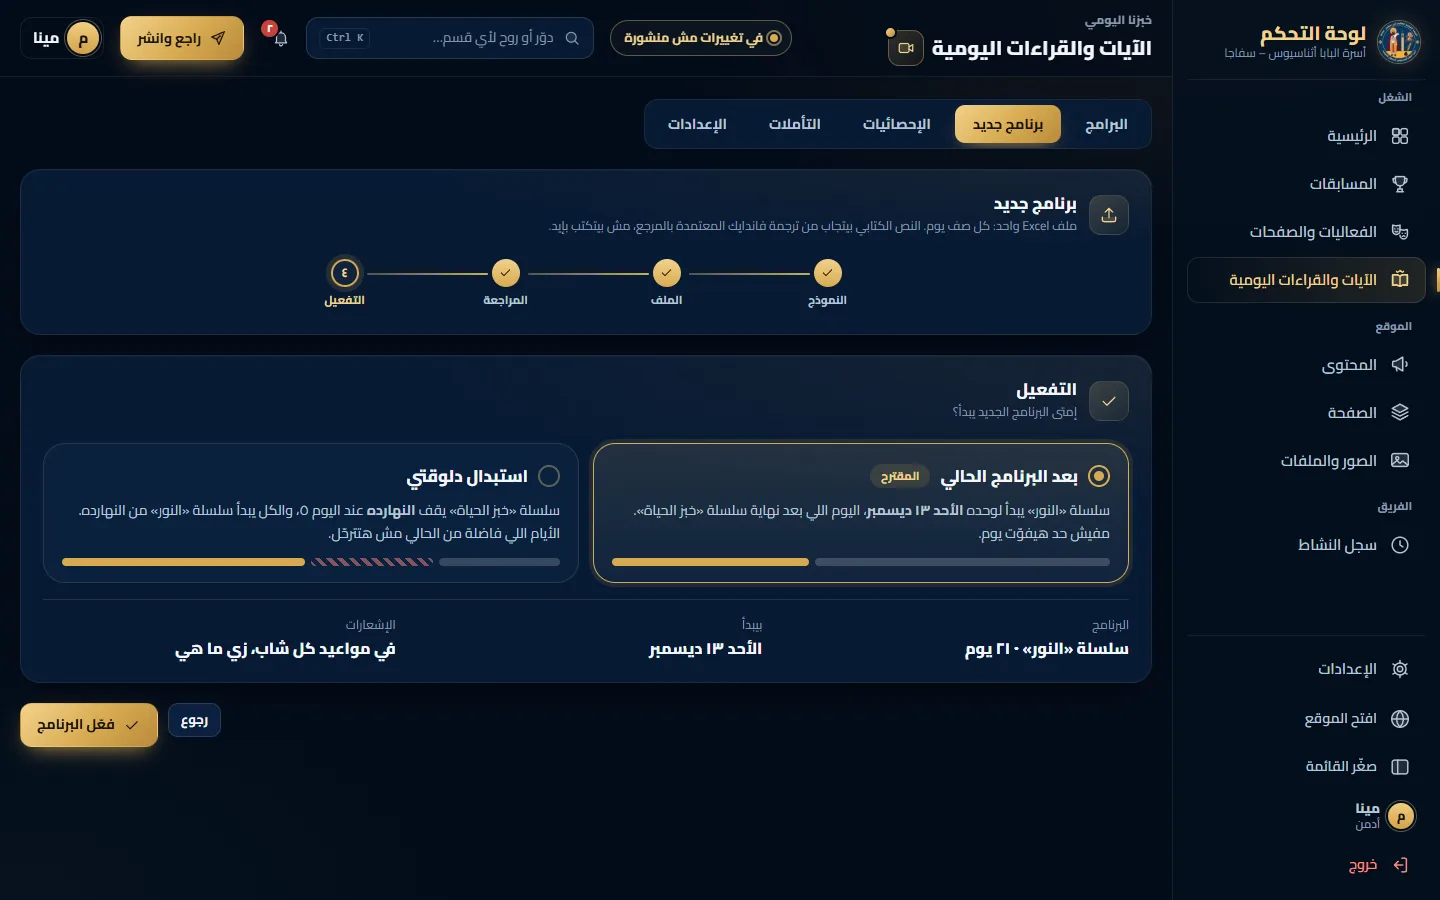 لوحة التحكم
أسرة البابا أثناسيوس – سفاجا
الشغل
الرئيسية
المسابقات
الفعاليات والصفحات
الآيات والقراءات اليومية
الموقع
المحتوى
الصفحة
الصور والملفات
الفريق
سجل النشاط
الإعدادات
افتح الموقع
صغّر القائمة
م
مينا
أدمن
خروج
خبزنا اليومي
الآيات والقراءات اليومية
في تغييرات مش منشورة
دوّر أو روح لأي قسم...
Ctrl K
٢
راجع وانشر
م
مينا
البرامج
برنامج جديد
الإحصائيات
التأملات
الإعدادات
برنامج جديد
ملف Excel واحد: كل صف يوم. النص الكتابي بيتجاب من ترجمة فاندايك المعتمدة بالمرجع، مش بيتكتب بإيد.
النموذج
الملف
المراجعة
٤
التفعيل
التفعيل
إمتى البرنامج الجديد يبدأ؟
بعد البرنامج الحالي
المقترح
سلسلة «النور» يبدأ لوحده الأحد ١٣ ديسمبر، اليوم اللي بعد نهاية سلسلة «خبز الحياة».
مفيش حد هيفوّت يوم.
استبدال دلوقتي
سلسلة «خبز الحياة» يقف النهارده عند اليوم ٥، والكل يبدأ سلسلة «النور» من النهارده.
الأيام اللي فاضلة من الحالي مش هتترحّل.
البرنامج
سلسلة «النور» · ٢١ يوم
بيبدأ
الأحد ١٣ ديسمبر
الإشعارات
في مواعيد كل شاب، زي ما هي
رجوع
فعّل البرنامج